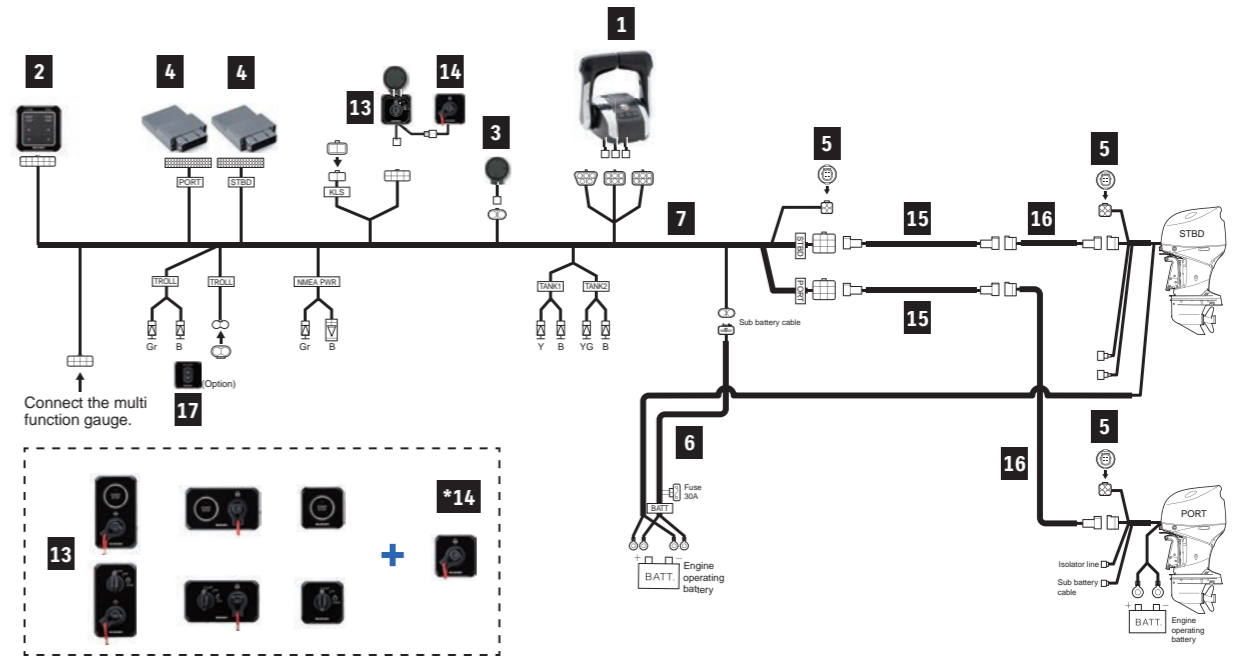 1
2
4
4
13
14
3
5
5
PORT
STBD
KLS
7
15
16
STBD
STBD
PORT
15
TROLL
TROLL
NMEA PWR
TANK1
TANK2
Sub battery cable
Gr
B
Gr
B
Y
B
YG
B
(Option)
17
Connect the multi
function gauge.
6
5
16
Fuse
30A
BATT
*14
13
+
+
−
BATT.
Engine
operating
battery
PORT
Isolator line
Sub battery
cable
+
−
BATT.
Engine
operating
battery